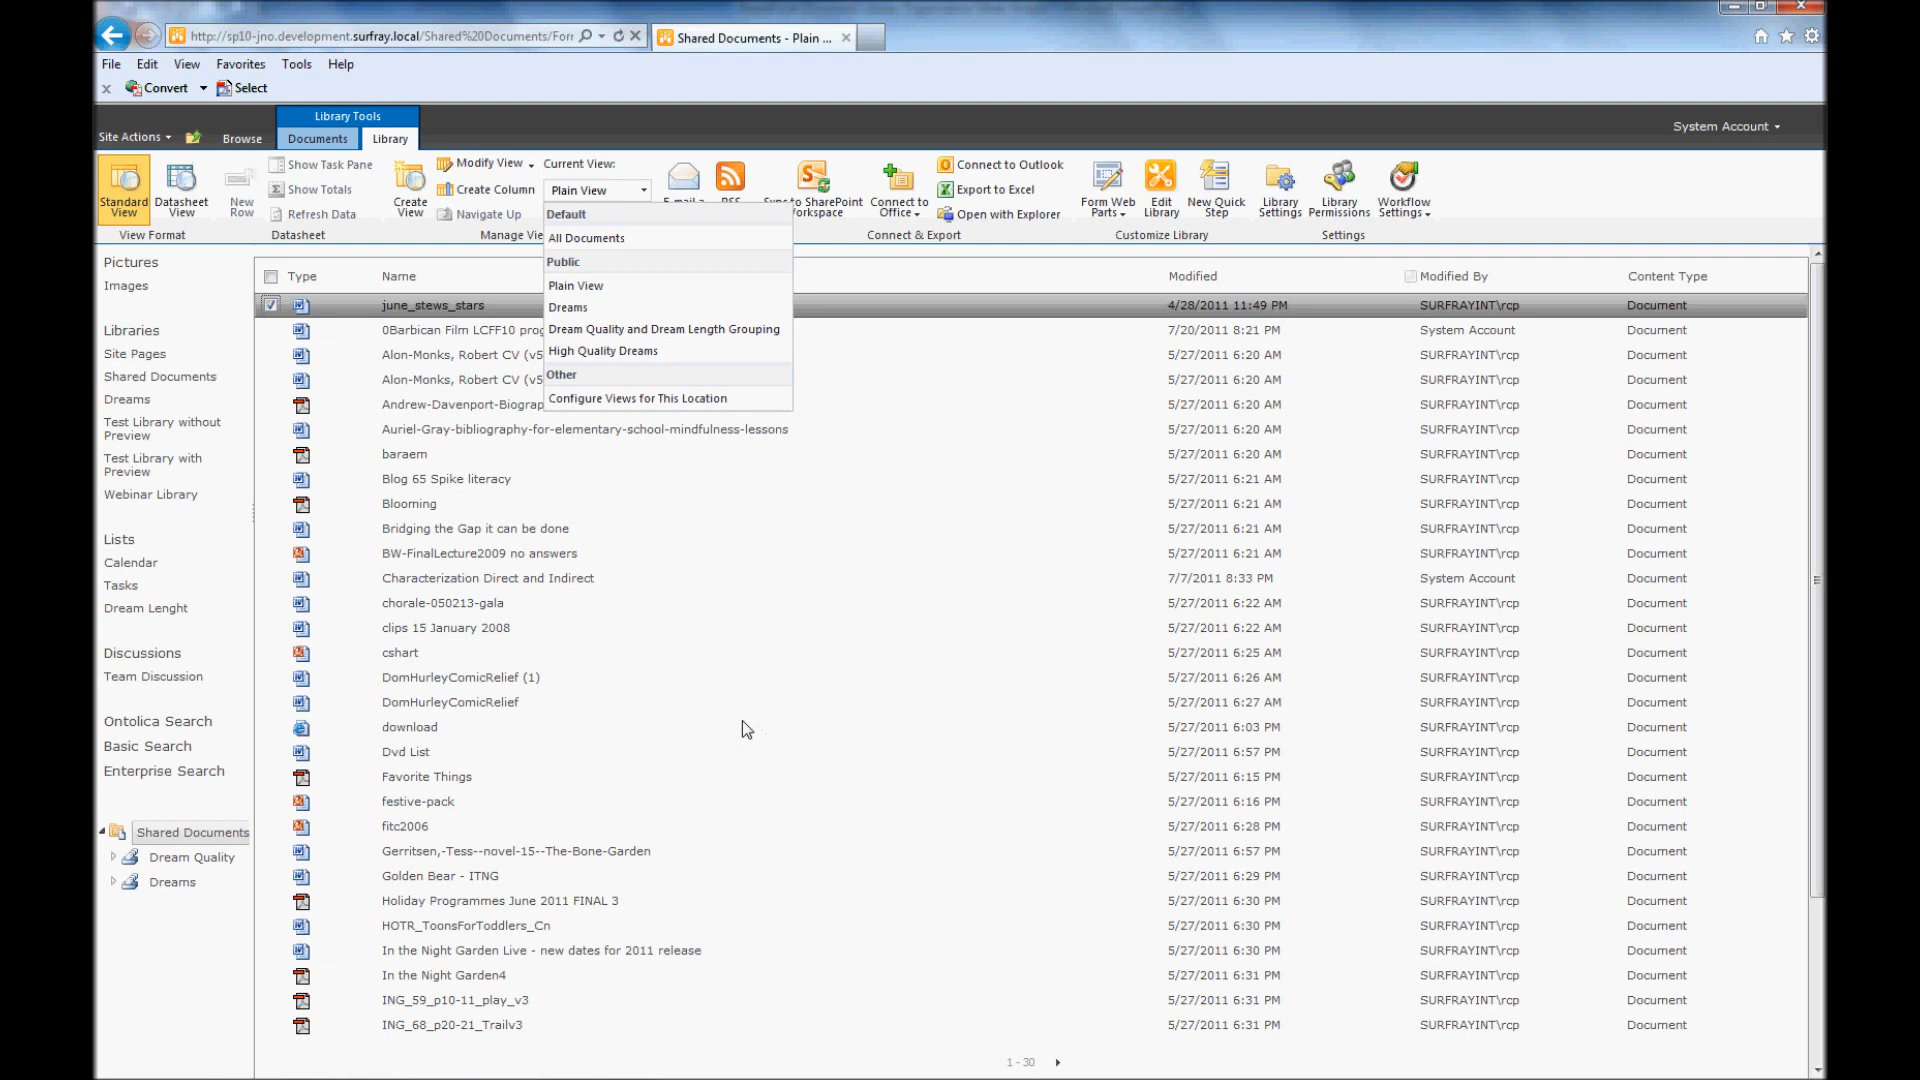 http://sp10-jno.development.surfray.local/Shared%20Documents/Forr
Shared Documents - Plain ...
File Edit View Favorites Tools Help
x Convert Select
Library Tools
Site Actions Browse Documents Library
System Account
Standard View
Datasheet View
New Row
Show Task Pane
Show Totals
Refresh Data
Create View
Modify View
Create Column
Navigate Up
Current View:
Plain View
SharePoint
Connect to Office
Connect to Outlook
Export to Excel
Open with Explorer
Form Web Parts
Edit Library
New Quick Step
Library Settings
Library Permissions
Workflow Settings
View Format Datasheet Manage Vie Connect & Export Customize Library Settings
Default
All Documents
Public
Plain View
Dreams
Dream Quality and Dream Length Grouping
High Quality Dreams
Other
Configure Views for This Location
Pictures
Images
Libraries
Site Pages
Shared Documents
Dreams
Test Library without
Preview
Test Library with
Preview
Webinar Library
Lists
Calendar
Tasks
Dream Lenght
Discussions
Team Discussion
Ontolica Search
Basic Search
Enterprise Search
Shared Documents
Dream Quality
Dreams
Type Name Modified Modified By Content Type
june_stews_stars 4/28/2011 11:49 PM SURFRAYINT\rcp Document
0Barbican Film LCFF10 prog 7/20/2011 8:21 PM System Account Document
Alon-Monks, Robert CV (v5 5/27/2011 6:20 AM SURFRAYINT\rcp Document
Alon-Monks, Robert CV (v5 5/27/2011 6:20 AM SURFRAYINT\rcp Document
Andrew-Davenport-Biograp 5/27/2011 6:20 AM SURFRAYINT\rcp Document
Auriel-Gray-bibliography-for-elementary-school-mindfulness-lessons 5/27/2011 6:20 AM SURFRAYINT\rcp Document
baraem 5/27/2011 6:20 AM SURFRAYINT\rcp Document
Blog 65 Spike literacy 5/27/2011 6:21 AM SURFRAYINT\rcp Document
Blooming 5/27/2011 6:21 AM SURFRAYINT\rcp Document
Bridging the Gap it can be done 5/27/2011 6:21 AM SURFRAYINT\rcp Document
BW-FinalLecture2009 no answers 5/27/2011 6:21 AM SURFRAYINT\rcp Document
Characterization Direct and Indirect 7/7/2011 8:33 PM System Account Document
chorale-050213-gala 5/27/2011 6:22 AM SURFRAYINT\rcp Document
clips 15 January 2008 5/27/2011 6:22 AM SURFRAYINT\rcp Document
cshart 5/27/2011 6:25 AM SURFRAYINT\rcp Document
DomHurleyComicRelief (1) 5/27/2011 6:26 AM SURFRAYINT\rcp Document
DomHurleyComicRelief 5/27/2011 6:27 AM SURFRAYINT\rcp Document
download 5/27/2011 6:03 PM SURFRAYINT\rcp Document
Dvd List 5/27/2011 6:57 PM SURFRAYINT\rcp Document
Favorite Things 5/27/2011 6:15 PM SURFRAYINT\rcp Document
festive-pack 5/27/2011 6:16 PM SURFRAYINT\rcp Document
fitc2006 5/27/2011 6:28 PM SURFRAYINT\rcp Document
Gerritsen,-Tess--novel-15--The-Bone-Garden 5/27/2011 6:57 PM SURFRAYINT\rcp Document
Golden Bear - ITNG 5/27/2011 6:29 PM SURFRAYINT\rcp Document
Holiday Programmes June 2011 FINAL 3 5/27/2011 6:30 PM SURFRAYINT\rcp Document
HOTR_ToonsForToddlers_Cn 5/27/2011 6:30 PM SURFRAYINT\rcp Document
In the Night Garden Live - new dates for 2011 release 5/27/2011 6:30 PM SURFRAYINT\rcp Document
In the Night Garden4 5/27/2011 6:31 PM SURFRAYINT\rcp Document
ING_59_p10-11_play_v3 5/27/2011 6:31 PM SURFRAYINT\rcp Document
ING_68_p20-21_Trailv3 5/27/2011 6:31 PM SURFRAYINT\rcp Document
1 - 30